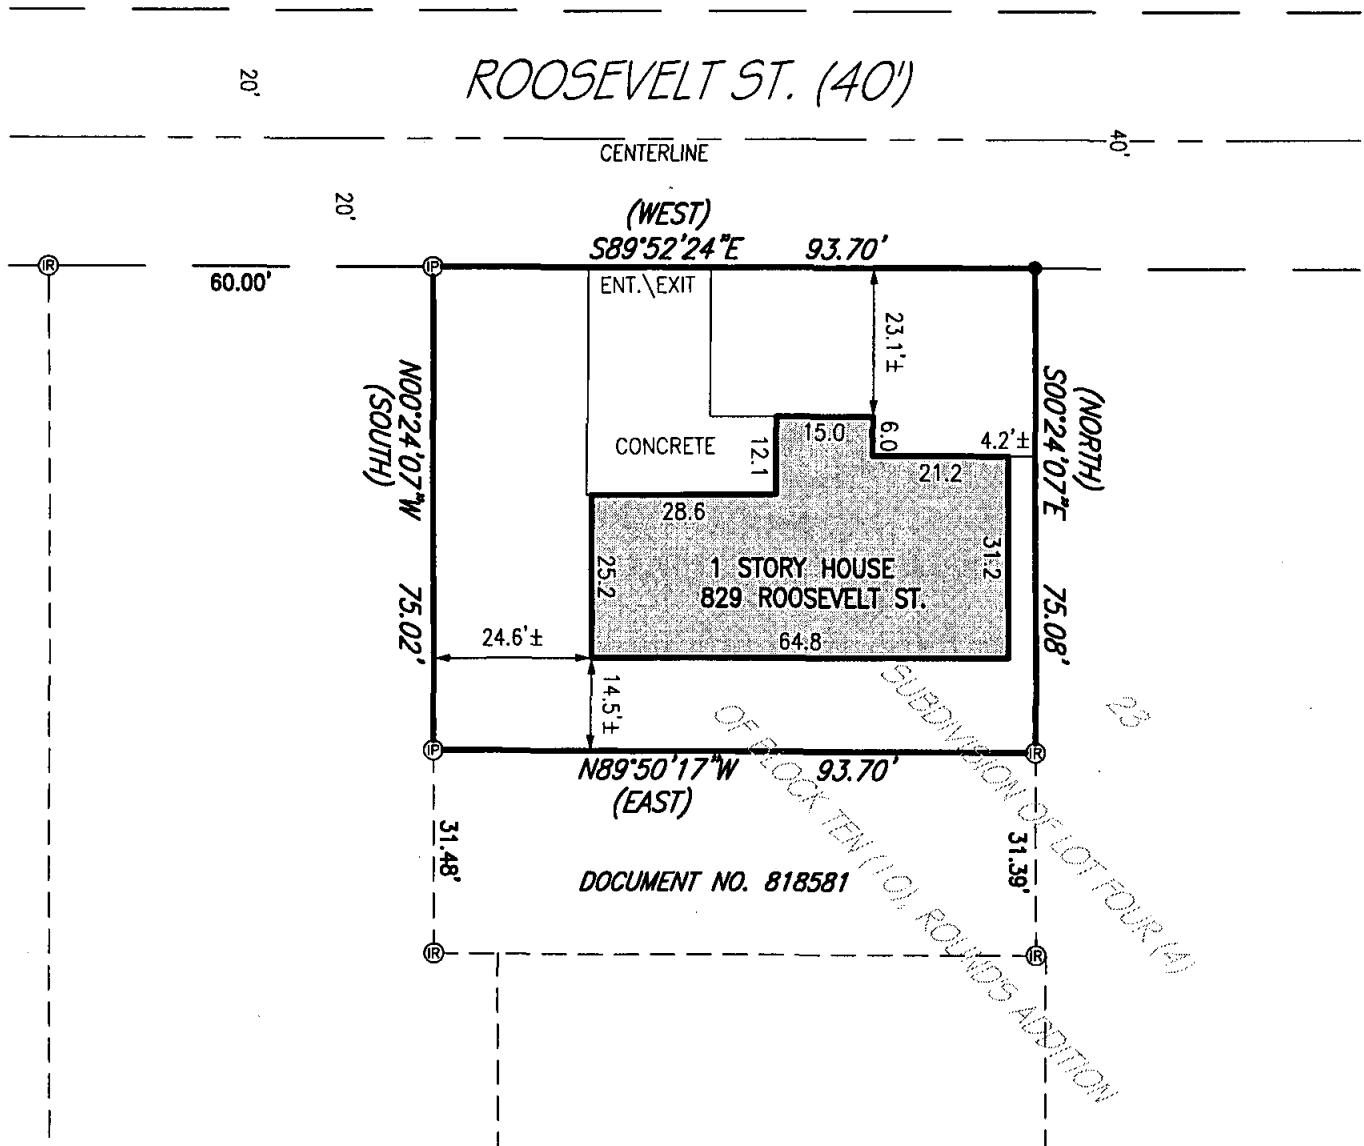 ROOSEVELT ST. (40')
20'
CENTERLINE
40'
20'
(WEST)
S89°52'24"E 93.70'
IR
IP
60.00'
ENT.\EXIT
23.1'±
N00°24'07"W 75.02'
(SOUTH)
(NORTH)
S00°24'07"E 75.08'
CONCRETE
12.1
15.0
6.0
4.2'±
21.2
28.6
25.2
31.2
1 STORY HOUSE
829 ROOSEVELT ST.
64.8
24.6'±
14.5'±
23
IP
IR
N89°50'17"W 93.70'
(EAST)
SUBDIVISION OF LOT FOUR (4)
OF BLOCK TEN (10), ROUND'S ADDITION
31.48'
31.39'
DOCUMENT NO. 818581
IR
IR